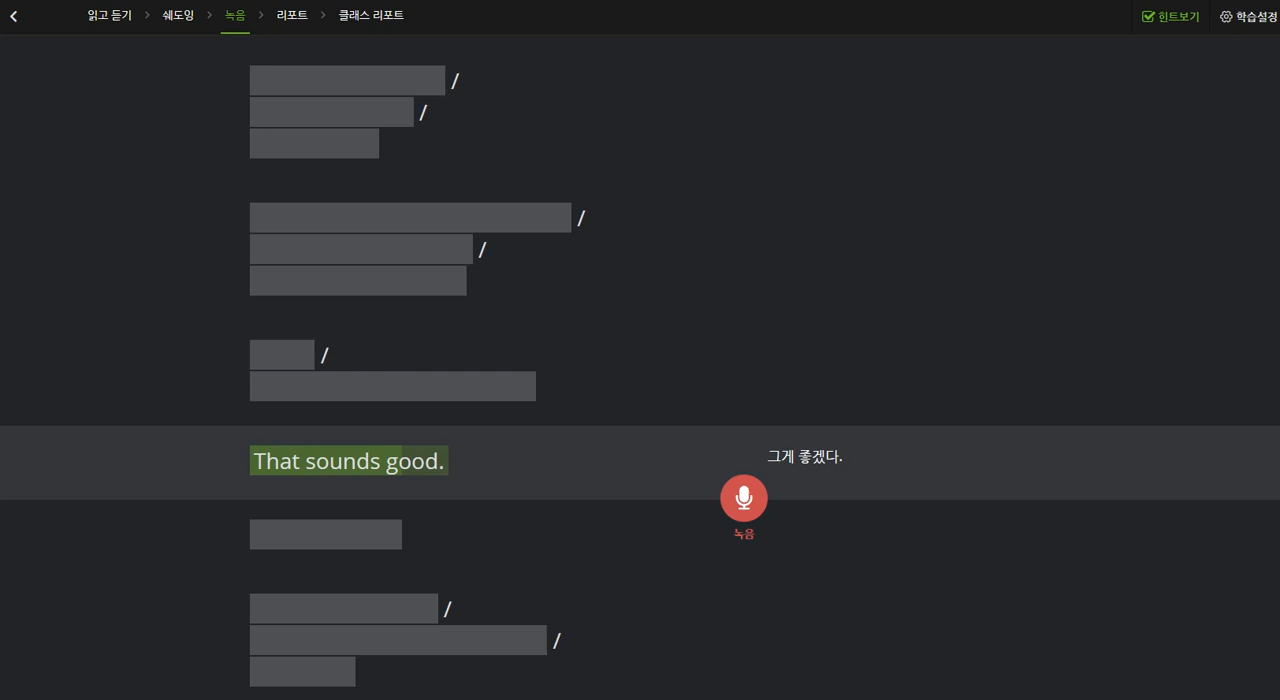 읽고 듣기 > 쉐도잉 > 녹음 > 리포트 > 클래스 리포트
힌트보기
학습설정
/
/
/
/
/
That sounds good.
그게 좋겠다.
녹음
/
/